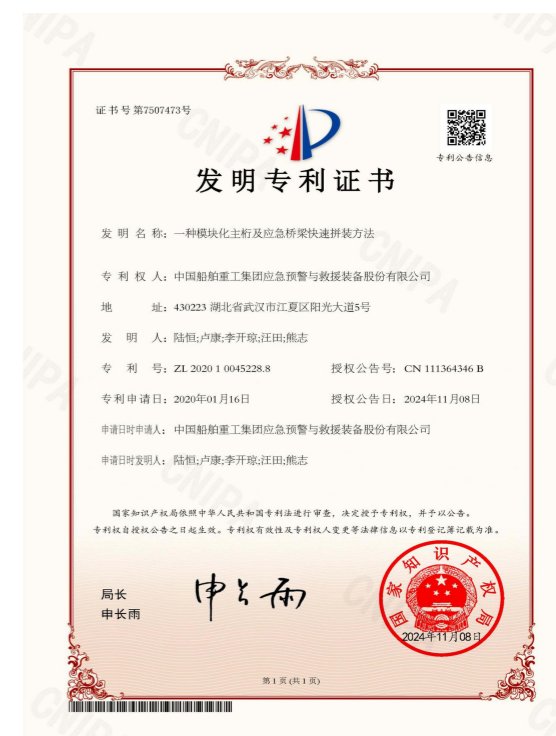 证书号第7507473号
专利公告信息
发明专利证书
发 明 名 称：一种模块化主桁及应急桥梁快速拼装方法
专 利 权 人：中国船舶重工集团应急预警与救援装备股份有限公司
地 址：430223 湖北省武汉市江夏区阳光大道5号
发 明 人：陆恒;卢康;李开琼;汪田;熊志
专 利 号：ZL 2020 1 0045228.8 授权公告号：CN 111364346 B
专利申请日：2020年01月16日 授权公告日：2024年11月08日
申请日时申请人：中国船舶重工集团应急预警与救援装备股份有限公司
申请日时发明人：陆恒;卢康;李开琼;汪田;熊志
国家知识产权局依照中华人民共和国专利法进行审查，决定授予专利权，并予以公告。
专利权自授权公告之日起生效。专利权有效性及专利权人变更等法律信息以专利登记簿记载为准。
局长
申长雨
申长雨
国家知识产权局
2024年11月08日
第 1 页 (共 1 页)
CNIPA
CNIPA
CNIPA